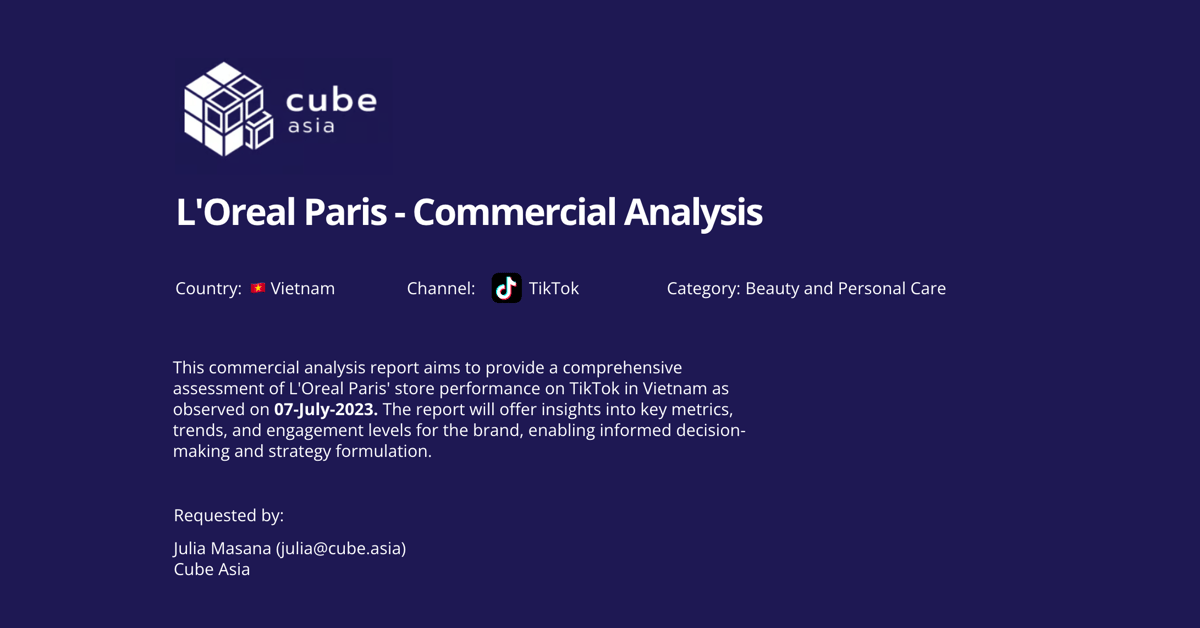 cube
asia
L'Oreal Paris - Commercial Analysis
Country: Vietnam
Channel: TikTok
Category: Beauty and Personal Care
This commercial analysis report aims to provide a comprehensive
assessment of L'Oreal Paris' store performance on TikTok in Vietnam as
observed on 07-July-2023. The report will offer insights into key metrics,
trends, and engagement levels for the brand, enabling informed decision-
making and strategy formulation.
Requested by:
Julia Masana (julia@cube.asia)
Cube Asia